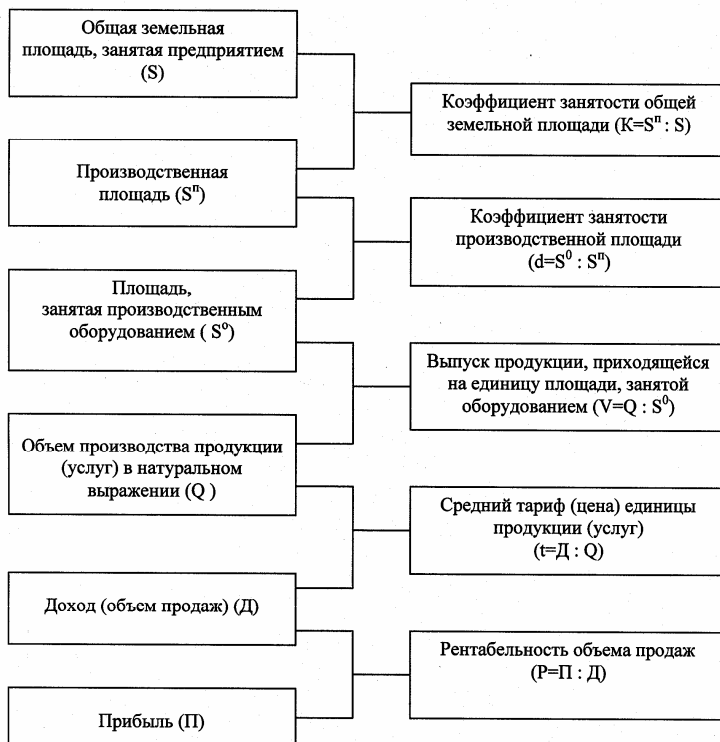 Общая земельная
площадь, занятая предприятием
(S)
Коэффициент занятости общей
земельной площади (K=Sⁿ : S)
Производственная
площадь (Sⁿ)
Коэффициент занятости
производственной площади
(d=S⁰ : Sⁿ)
Площадь,
занятая производственным
оборудованием ( Sᵒ)
Выпуск продукции, приходящейся
на единицу площади, занятой
оборудованием (V=Q : S⁰)
Объем производства продукции
(услуг) в натуральном
выражении (Q )
Средний тариф (цена) единицы
продукции (услуг)
(t=Д : Q)
Доход (объем продаж) (Д)
Рентабельность объема продаж
(Р=П : Д)
Прибыль (П)